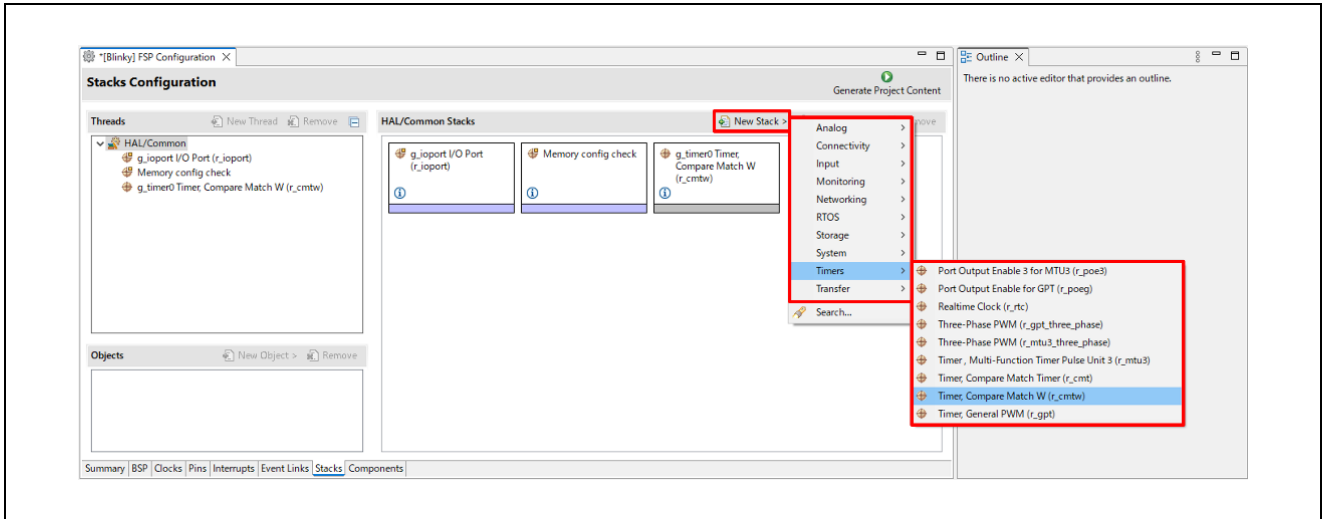 *[Blinky] FSP Configuration
Outline
Stacks Configuration
Generate Project Content
There is no active editor that provides an outline.
Threads
New Thread
Remove
HAL/Common Stacks
New Stack >
HAL/Common
g_ioport I/O Port (r_ioport)
Memory config check
g_timer0 Timer, Compare Match W (r_cmtw)
g_ioport I/O Port
(r_ioport)
Memory config check
g_timer0 Timer,
Compare Match W
(r_cmtw)
Analog
Connectivity
Input
Monitoring
Networking
RTOS
Storage
System
Timers
Transfer
Search...
Port Output Enable 3 for MTU3 (r_poe3)
Port Output Enable for GPT (r_poeg)
Realtime Clock (r_rtc)
Three-Phase PWM (r_gpt_three_phase)
Three-Phase PWM (r_mtu3_three_phase)
Timer , Multi-Function Timer Pulse Unit 3 (r_mtu3)
Timer, Compare Match Timer (r_cmt)
Timer, Compare Match W (r_cmtw)
Timer, General PWM (r_gpt)
Objects
New Object >
Remove
Summary BSP Clocks Pins Interrupts Event Links Stacks Components